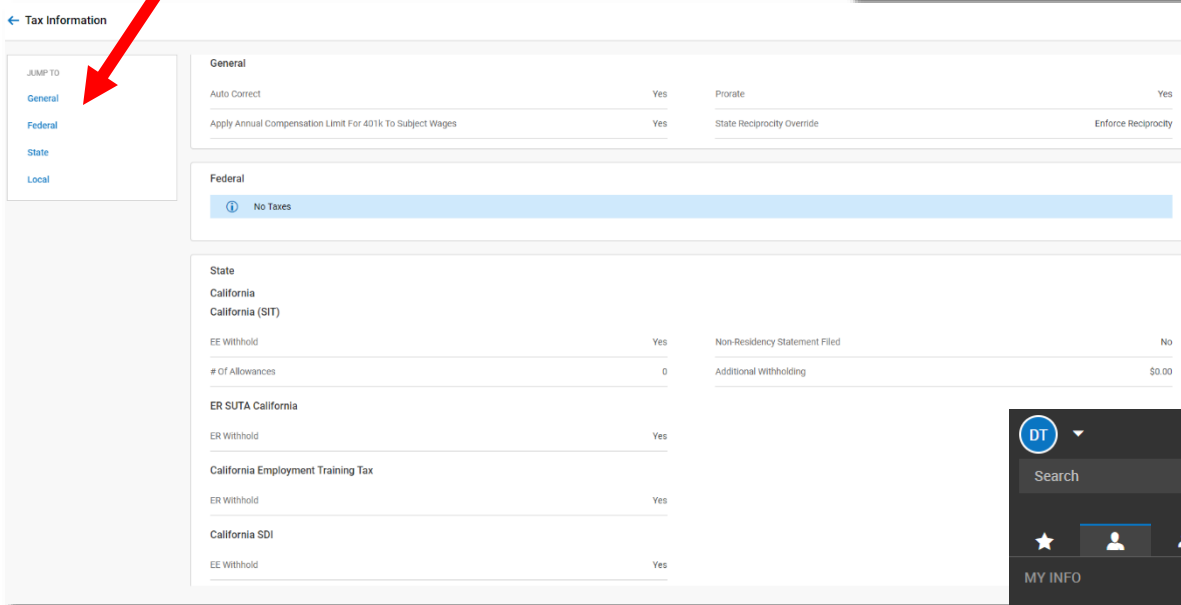 ← Tax Information
JUMP TO
General
Federal
State
Local
General
Auto Correct Yes Prorate Yes
Apply Annual Compensation Limit For 401k To Subject Wages Yes State Reciprocity Override Enforce Reciprocity
Federal
No Taxes
State
California
California (SIT)
EE Withhold Yes Non-Residency Statement Filed No
# Of Allowances 0 Additional Withholding $0.00
ER SUTA California
ER Withhold Yes
California Employment Training Tax
ER Withhold Yes
California SDI
EE Withhold Yes
DT
Search
MY INFO